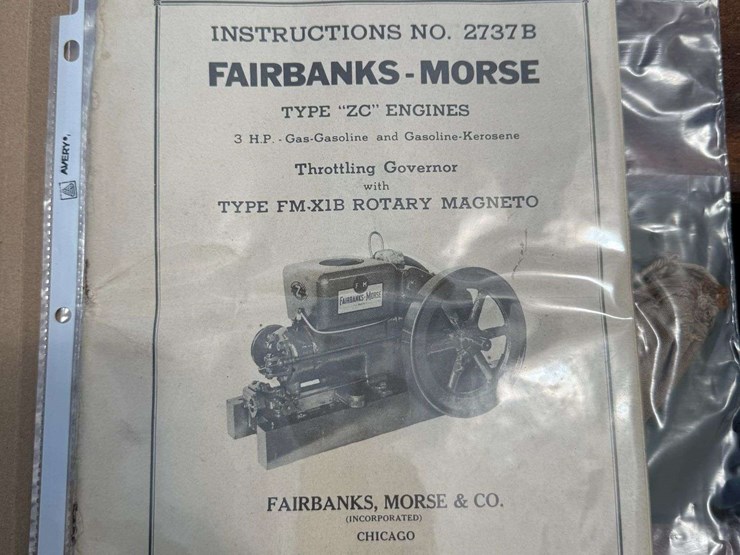 INSTRUCTIONS NO. 2737B
FAIRBANKS-MORSE
TYPE "ZC" ENGINES
3 H.P. - Gas-Gasoline and Gasoline-Kerosene
Throttling Governor
with
TYPE FM-X1B ROTARY MAGNETO
FAIRBANKS-MORSE
FAIRBANKS, MORSE & CO.
(INCORPORATED)
CHICAGO
AVERY®